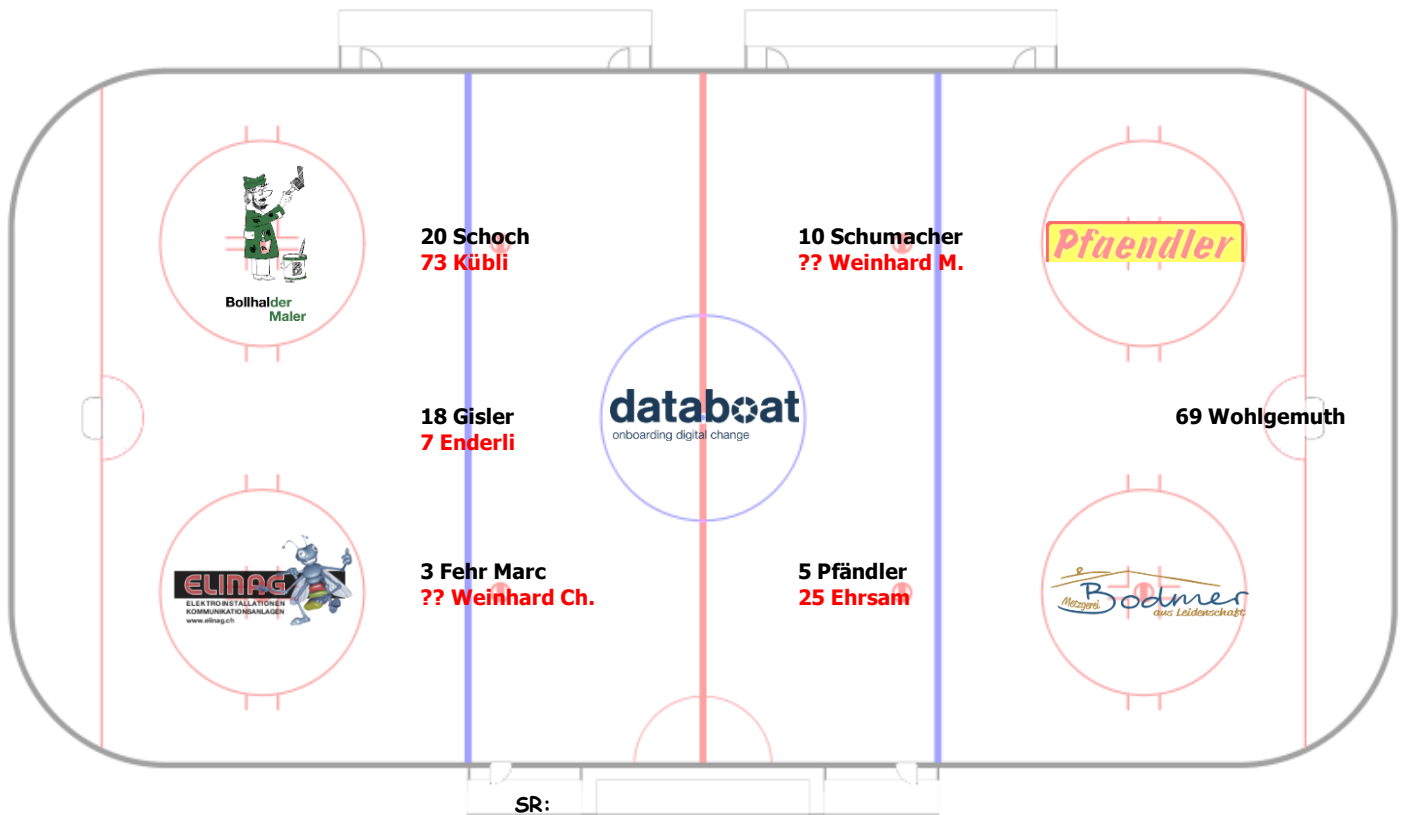 20 Schoch
73 Kübli
10 Schumacher
?? Weinhard M.
Pfaendler
Bollhalder
Maler
18 Gisler
7 Enderli
databoat
onboarding digital change
69 Wohlgemuth
ELINAG
ELEKTROINSTALLATIONEN
KOMMUNIKATIONSANLAGEN
www.elinag.ch
3 Fehr Marc
?? Weinhard Ch.
5 Pfändler
25 Ehrsam
Metzgerei
Bodmer
aus Leidenschaft
SR: